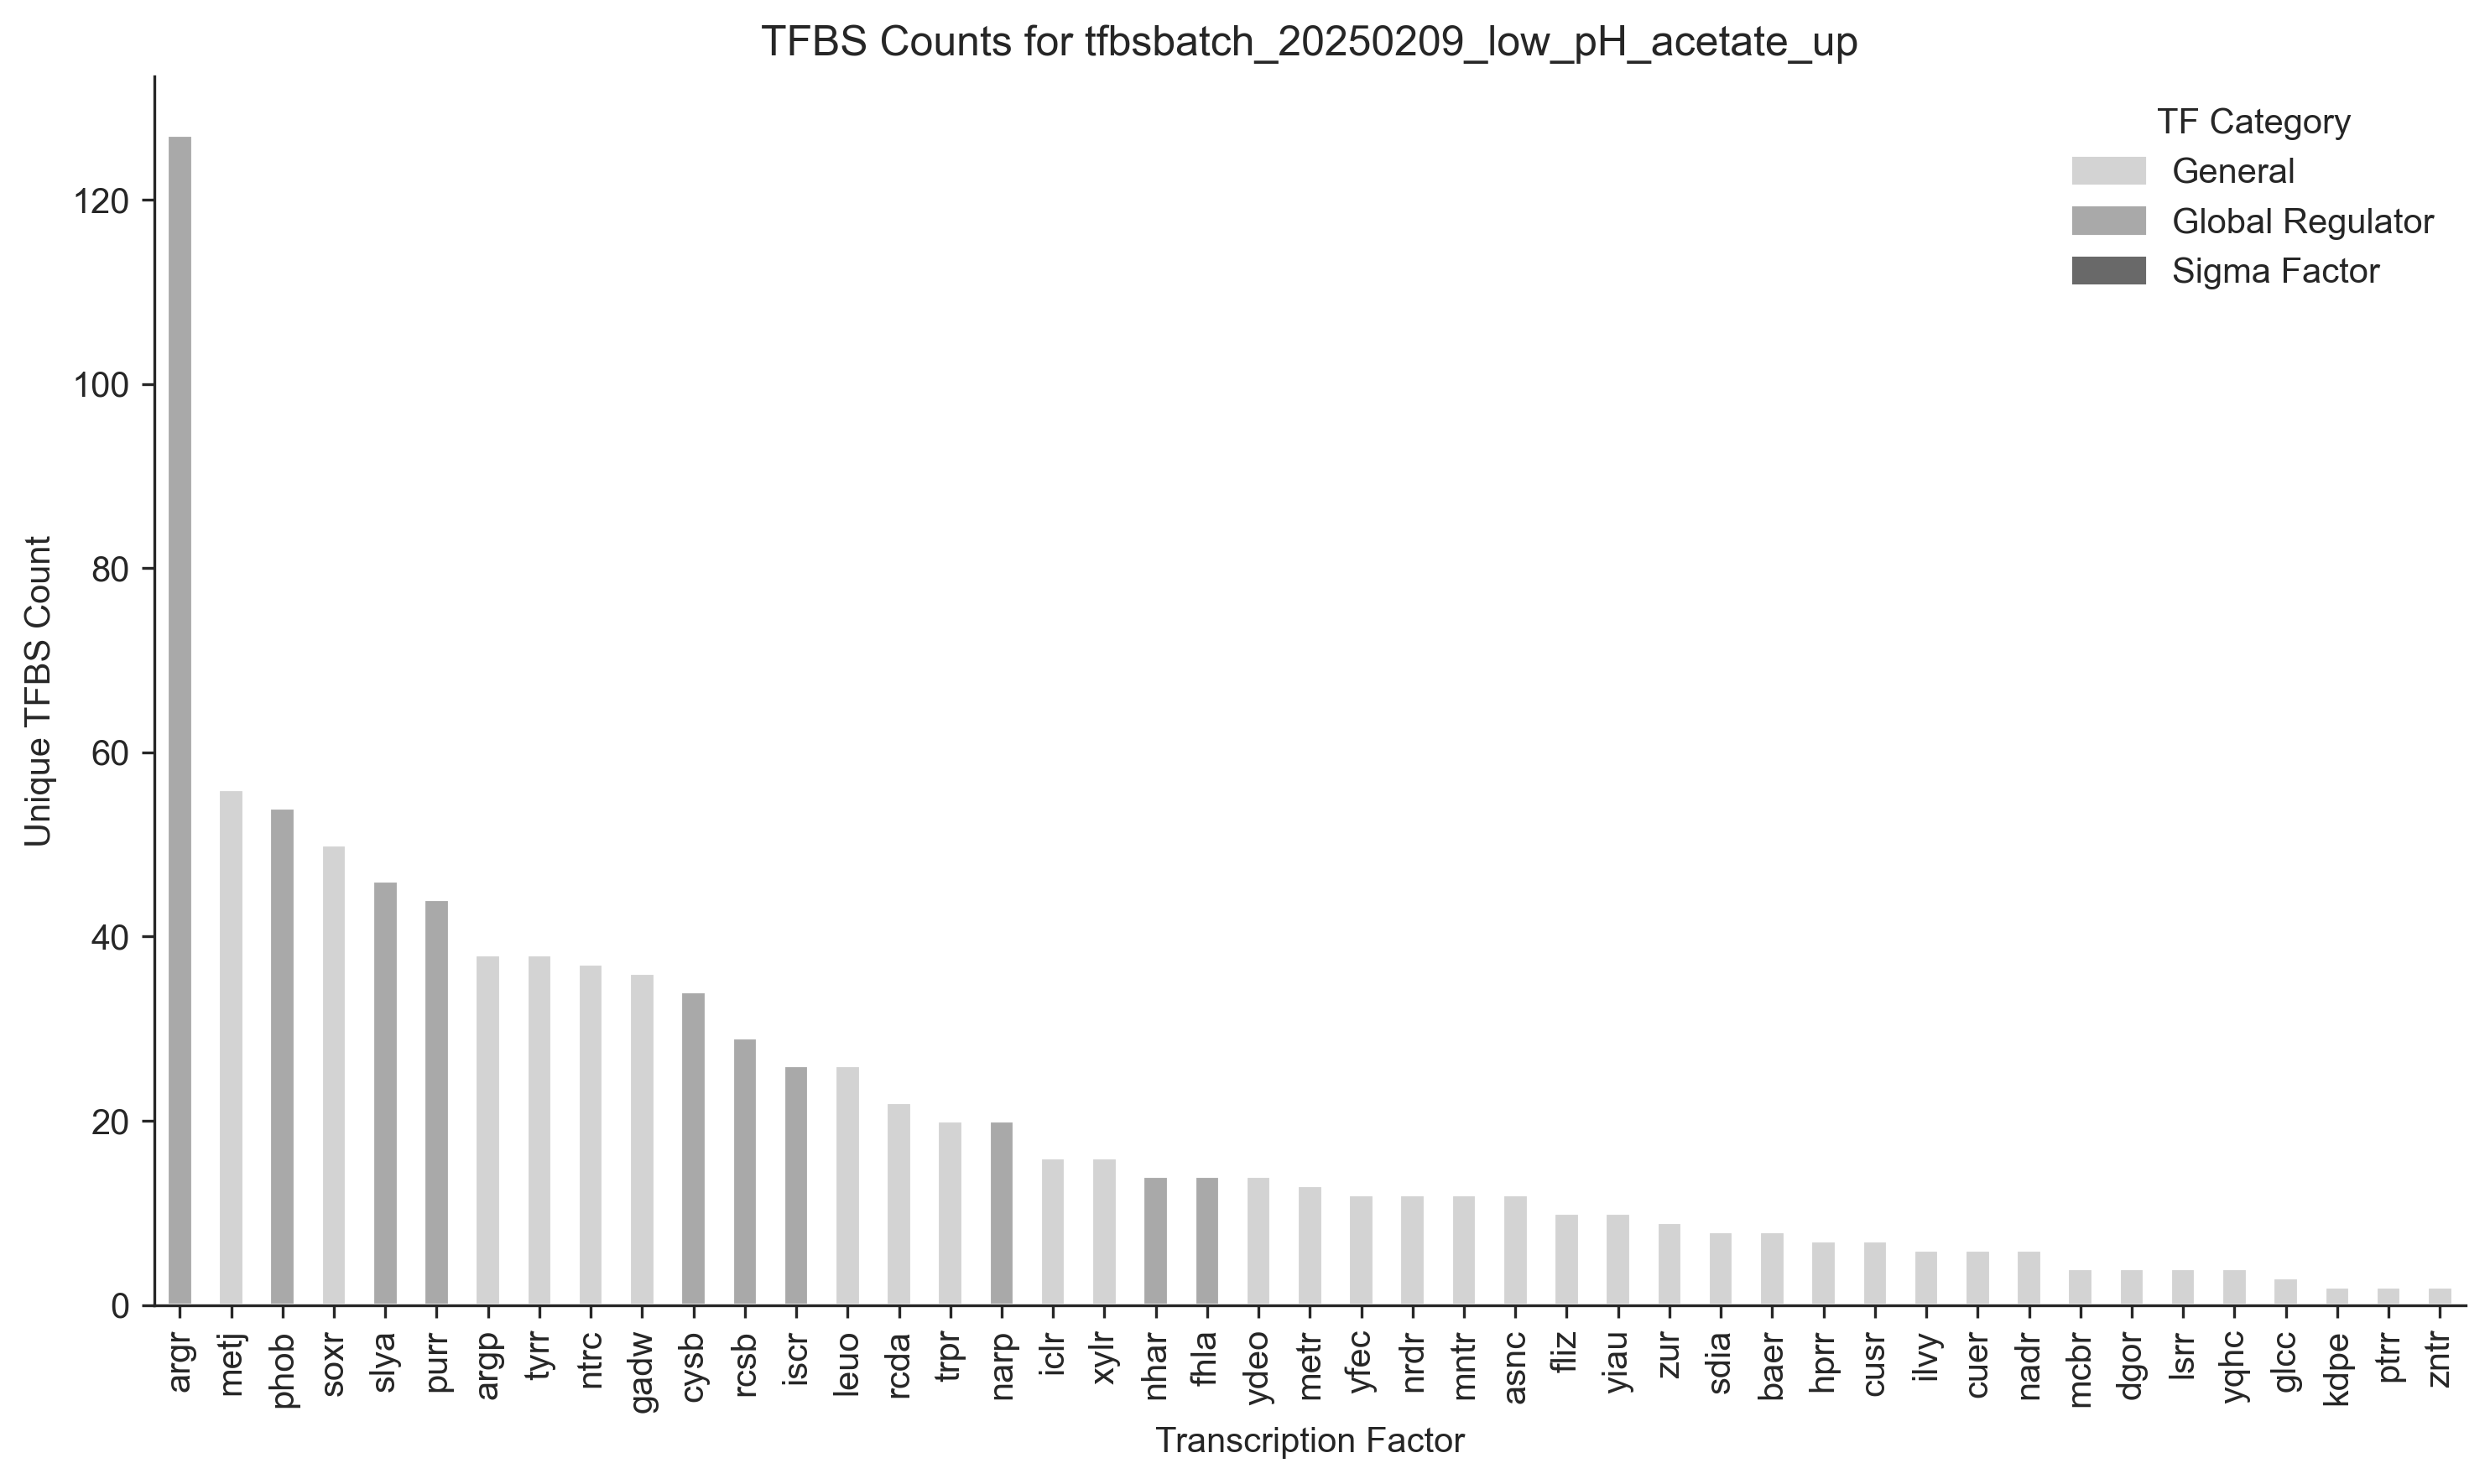 TFBS Counts for tfbsbatch_20250209_low_pH_acetate_up
TF Category
General
Global Regulator
Sigma Factor
Unique TFBS Count
120
100
80
60
40
20
0
argr
metj
phob
soxr
slya
purr
argp
tyrr
ntrc
gadw
cysb
rcsb
iscr
leuo
rcda
trpr
narp
iclr
xylr
nhar
fhla
ydeo
metr
yfec
nrdr
mntr
asnc
fliz
yiau
zur
sdia
baer
hprr
cusr
ilvy
cuer
nadr
mcbr
dgor
lsrr
yqhc
glcc
kdpe
ptrr
zntr
Transcription Factor